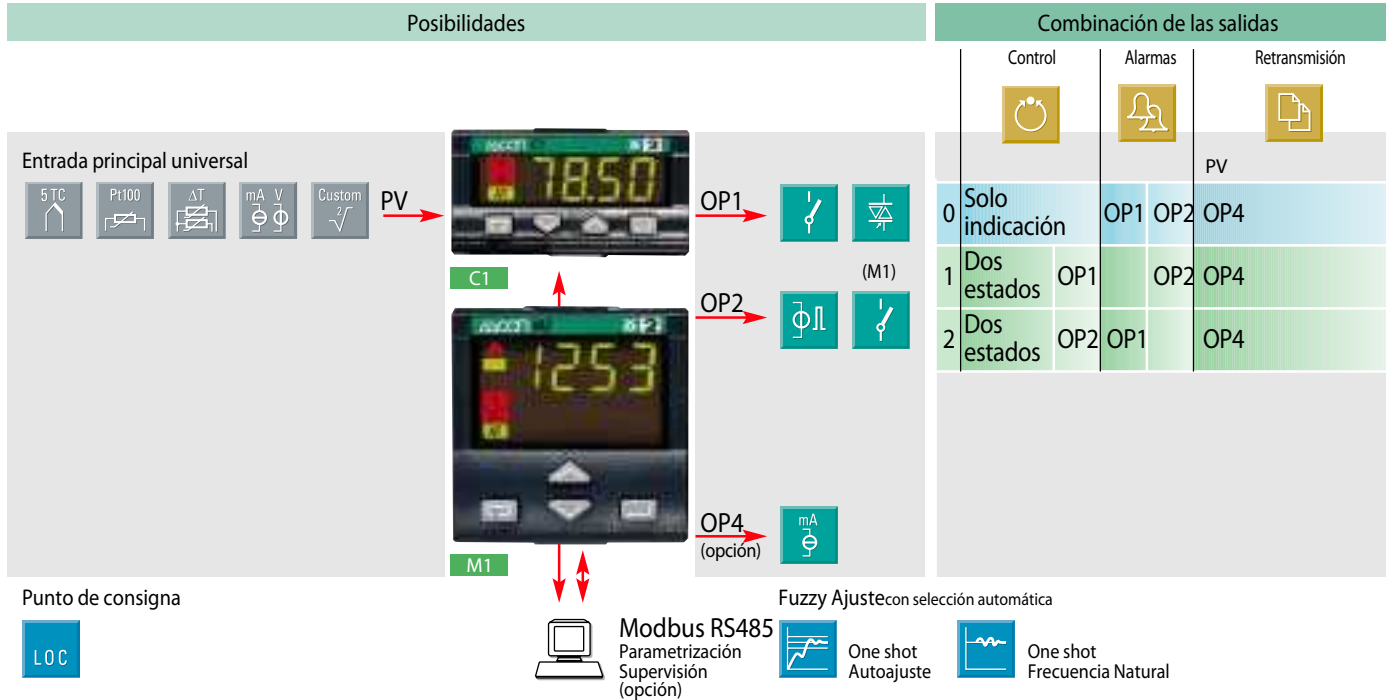 Posibilidades
Combinación de las salidas
Control
Alarmas
Retransmisión
Entrada principal universal
5 TC
Pt100
ΔT
mA V
Custom
2√
PV
78.50
C1
1253
M1
OP1
OP2
(M1)
OP4
(opción)
mA
PV
0 Solo indicación OP1 OP2 OP4
1 Dos estados OP1 OP2 OP4
2 Dos estados OP2 OP1 OP4
Punto de consigna
LOC
Modbus RS485
Parametrización
Supervisión
(opción)
Fuzzy Ajuste con selección automática
One shot
Autoajuste
One shot
Frecuencia Natural